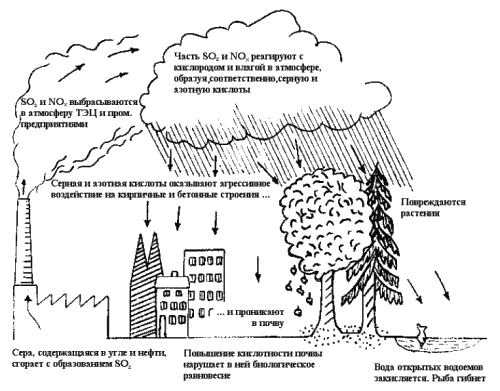 Часть SO₂ и NOₓ реагируют с
кислородом и влагой в атмосфере,
образуя,соответственно,серную и
азотную кислоты
SO₂ и NOₓ выбрасываются
в атмосферу ТЭЦ и пром.
предприятиями
Серная и азотная кислоты оказывают агрессивное
воздействие на кирпичные и бетонные строения ...
Повреждаются
растения
... и проникают
в почву
Сера, содержащаяся в угле и нефти,
сгорает с образованием SO₂
Повышение кислотности почвы
нарушает в ней биологическое
равновесие
Вода открытых водоемов
закисляется. Рыба гибнет